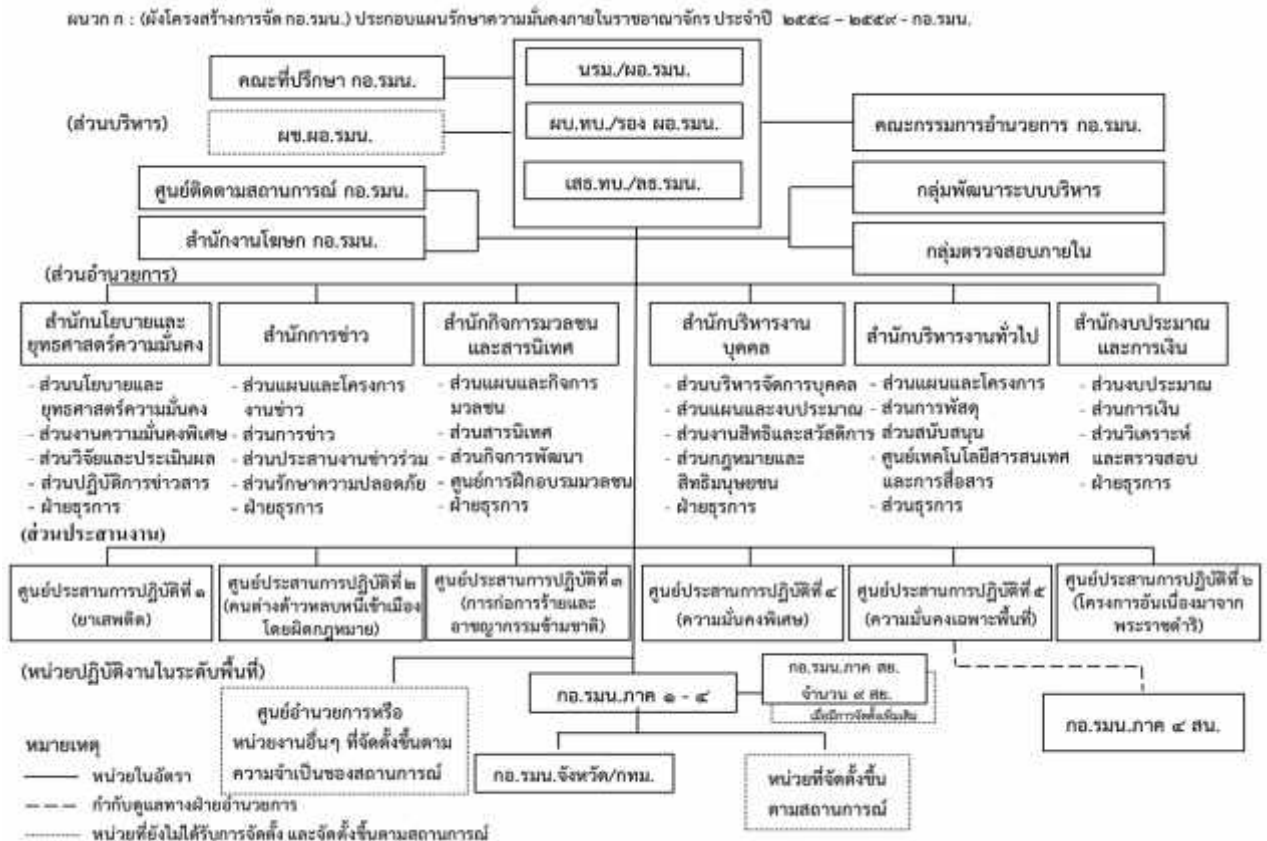 ผนวก ก : (ผังโครงสร้างการจัด กอ.รมน.) ประกอบแผนรักษาความมั่นคงภายในราชอาณาจักร ประจำปี ๒๕๕๘ – ๒๕๕๙ - กอ.รมน.
คณะที่ปรึกษา กอ.รมน.
นรม./ผอ.รมน.
(ส่วนบริหาร)
ผช.ผอ.รมน.
ผบ.ทบ./รอง ผอ.รมน.
คณะกรรมการอำนวยการ กอ.รมน.
ศูนย์ติดตามสถานการณ์ กอ.รมน.
เสธ.ทบ./ลธ.รมน.
กลุ่มพัฒนาระบบบริหาร
สำนักงานโฆษก กอ.รมน.
กลุ่มตรวจสอบภายใน
(ส่วนอำนวยการ)
สำนักนโยบายและ
ยุทธศาสตร์ความมั่นคง
- ส่วนนโยบายและ
ยุทธศาสตร์ความมั่นคง
- ส่วนงานความมั่นคงพิเศษ
- ส่วนวิจัยและประเมินผล
- ส่วนปฏิบัติการข่าวสาร
- ฝ่ายธุรการ
สำนักการข่าว
- ส่วนแผนและโครงการ
งานข่าว
- ส่วนการข่าว
- ส่วนประสานงานข่าวร่วม
- ส่วนรักษาความปลอดภัย
- ฝ่ายธุรการ
สำนักกิจการมวลชน
และสารนิเทศ
- ส่วนแผนและกิจการ
มวลชน
- ส่วนสารนิเทศ
- ส่วนกิจการพัฒนา
- ศูนย์การฝึกอบรมมวลชน
- ฝ่ายธุรการ
สำนักบริหารงาน
บุคคล
- ส่วนบริหารจัดการบุคคล
- ส่วนแผนและงบประมาณ
- ส่วนงานสิทธิและสวัสดิการ
- ส่วนกฎหมายและ
สิทธิมนุษยชน
- ฝ่ายธุรการ
สำนักบริหารงานทั่วไป
- ส่วนแผนและโครงการ
- ส่วนการพัสดุ
- ส่วนสนับสนุน
- ศูนย์เทคโนโลยีสารสนเทศ
และการสื่อสาร
- ส่วนธุรการ
สำนักงบประมาณ
และการเงิน
- ส่วนงบประมาณ
- ส่วนการเงิน
- ส่วนวิเคราะห์
และตรวจสอบ
- ฝ่ายธุรการ
(ส่วนประสานงาน)
ศูนย์ประสานการปฏิบัติที่ ๑
(ยาเสพติด)
ศูนย์ประสานการปฏิบัติที่ ๒
(คนต่างด้าวหลบหนีเข้าเมือง
โดยผิดกฎหมาย)
ศูนย์ประสานการปฏิบัติที่ ๓
(การก่อการร้ายและ
อาชญากรรมข้ามชาติ)
ศูนย์ประสานการปฏิบัติที่ ๔
(ความมั่นคงพิเศษ)
ศูนย์ประสานการปฏิบัติที่ ๕
(ความมั่นคงเฉพาะพื้นที่)
ศูนย์ประสานการปฏิบัติที่ ๖
(โครงการอันเนื่องมาจาก
พระราชดำริ)
(หน่วยปฏิบัติงานในระดับพื้นที่)
ศูนย์อำนวยการหรือ
หน่วยงานอื่นๆ ที่จัดตั้งขึ้นตาม
ความจำเป็นของสถานการณ์
กอ.รมน.ภาค ๑ - ๔
กอ.รมน.ภาค สย.
จำนวน ๙ สย.
เมื่อมีการจัดตั้งเพิ่มเติม
กอ.รมน.ภาค ๔ สน.
กอ.รมน.จังหวัด/กทม.
หน่วยที่จัดตั้งขึ้น
ตามสถานการณ์
หมายเหตุ
หน่วยในอัตรา
กำกับดูแลทางฝ่ายอำนวยการ
หน่วยที่ยังไม่ได้รับการจัดตั้ง และจัดตั้งขึ้นตามสถานการณ์